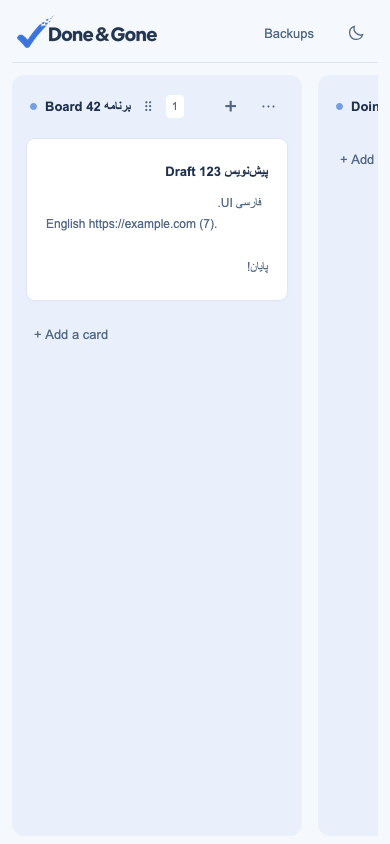 Done & Gone
Backups
Board 42 برنامه
1
+
...
پیش‌نویس Draft 123
فارسی UI.
English https://example.com (7).
پایان!
+ Add a card
Doin
+ Add